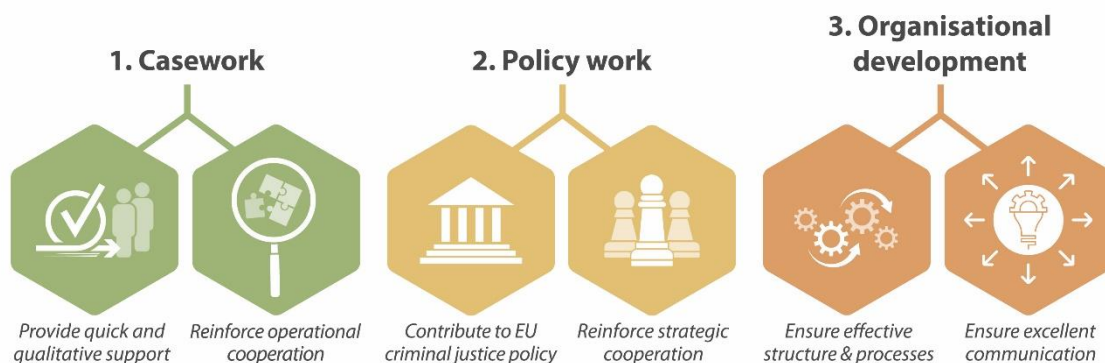 1. Casework
2. Policy work
3. Organisational
development
Provide quick and
qualitative support
Reinforce operational
cooperation
Contribute to EU
criminal justice policy
Reinforce strategic
cooperation
Ensure effective
structure & processes
Ensure excellent
communication